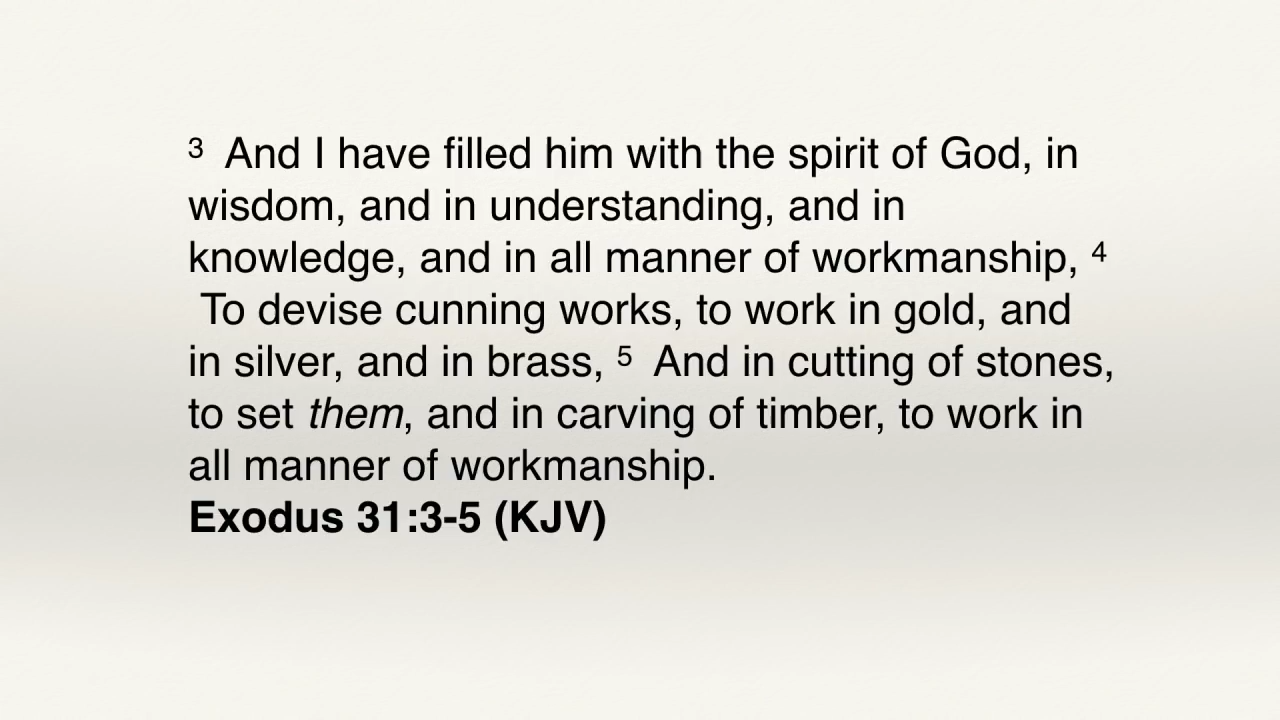 ³ And I have filled him with the spirit of God, in
wisdom, and in understanding, and in
knowledge, and in all manner of workmanship, ⁴
To devise cunning works, to work in gold, and
in silver, and in brass, ⁵ And in cutting of stones,
to set them, and in carving of timber, to work in
all manner of workmanship.
Exodus 31:3-5 (KJV)